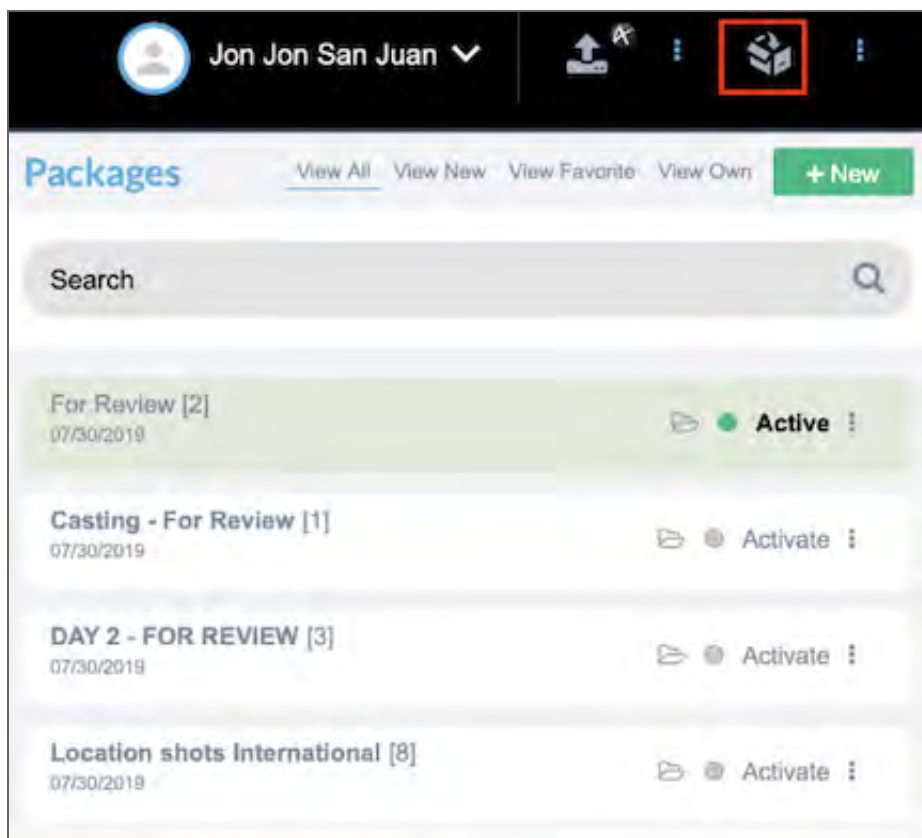 Jon Jon San Juan
Packages View All View New View Favorite View Own + New
Search
For Review [2]
07/30/2019
Active
Casting - For Review [1]
07/30/2019
Activate
DAY 2 - FOR REVIEW [3]
07/30/2019
Activate
Location shots International [8]
07/30/2019
Activate